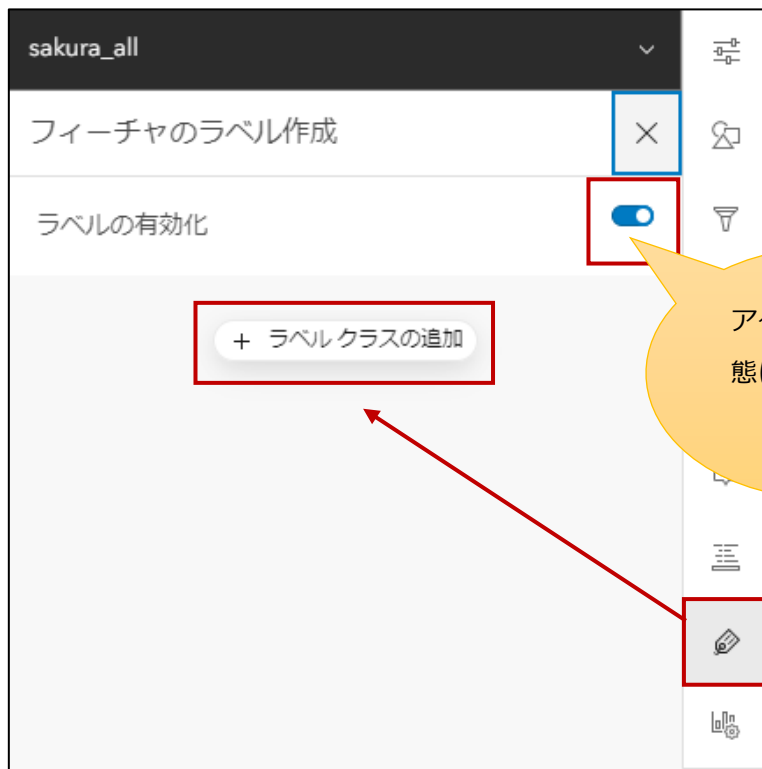 sakura_all
フィーチャのラベル作成
ラベルの有効化
+ ラベル クラスの追加
ア
態